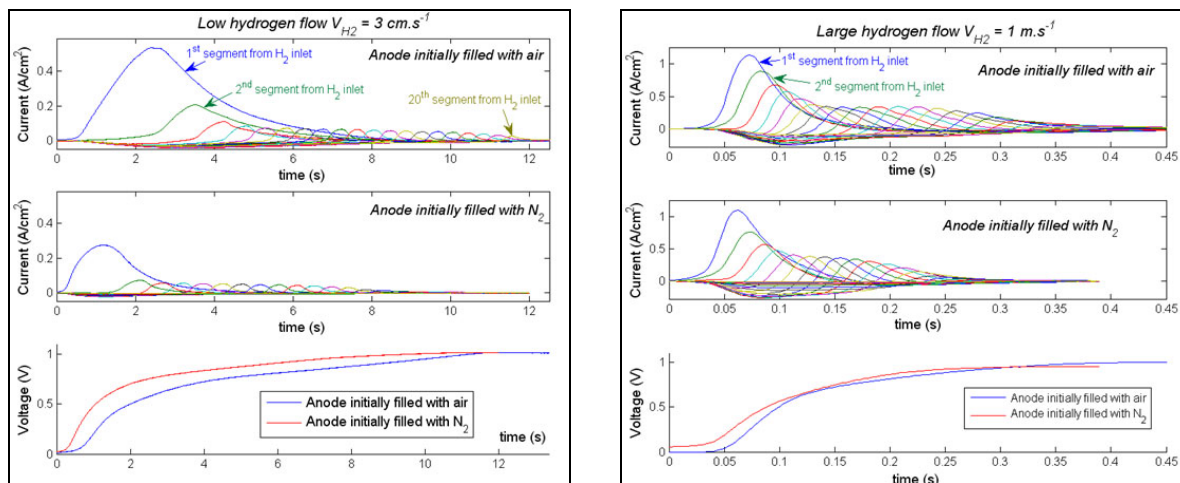 Low hydrogen flow V_H2 = 3 cm.s⁻¹
Anode initially filled with air
1st segment from H2 inlet
2nd segment from H2 inlet
20th segment from H2 inlet
Current (A/cm²)
0.4
0.2
0
0 2 4 6 8 10 12
time (s)
Anode initially filled with N2
Current (A/cm²)
0.4
0.2
0
0 2 4 6 8 10 12
time (s)
Voltage (V)
1
0.5
0
Anode initially filled with air
Anode initially filled with N2
time (s)
0 2 4 6 8 10 12
Large hydrogen flow V_H2 = 1 m.s⁻¹
Anode initially filled with air
1st segment from H2 inlet
2nd segment from H2 inlet
Current (A/cm²)
1
0.5
0
0 0.05 0.1 0.15 0.2 0.25 0.3 0.35 0.4 0.45
time (s)
Anode initially filled with N2
Current (A/cm²)
1
0.5
0
0 0.05 0.1 0.15 0.2 0.25 0.3 0.35 0.4 0.45
time (s)
Voltage (V)
1
0.5
0
Anode initially filled with air
Anode initially filled with N2
0 0.05 0.1 0.15 0.2 0.25 0.3 0.35 0.4 0.45
time (s)